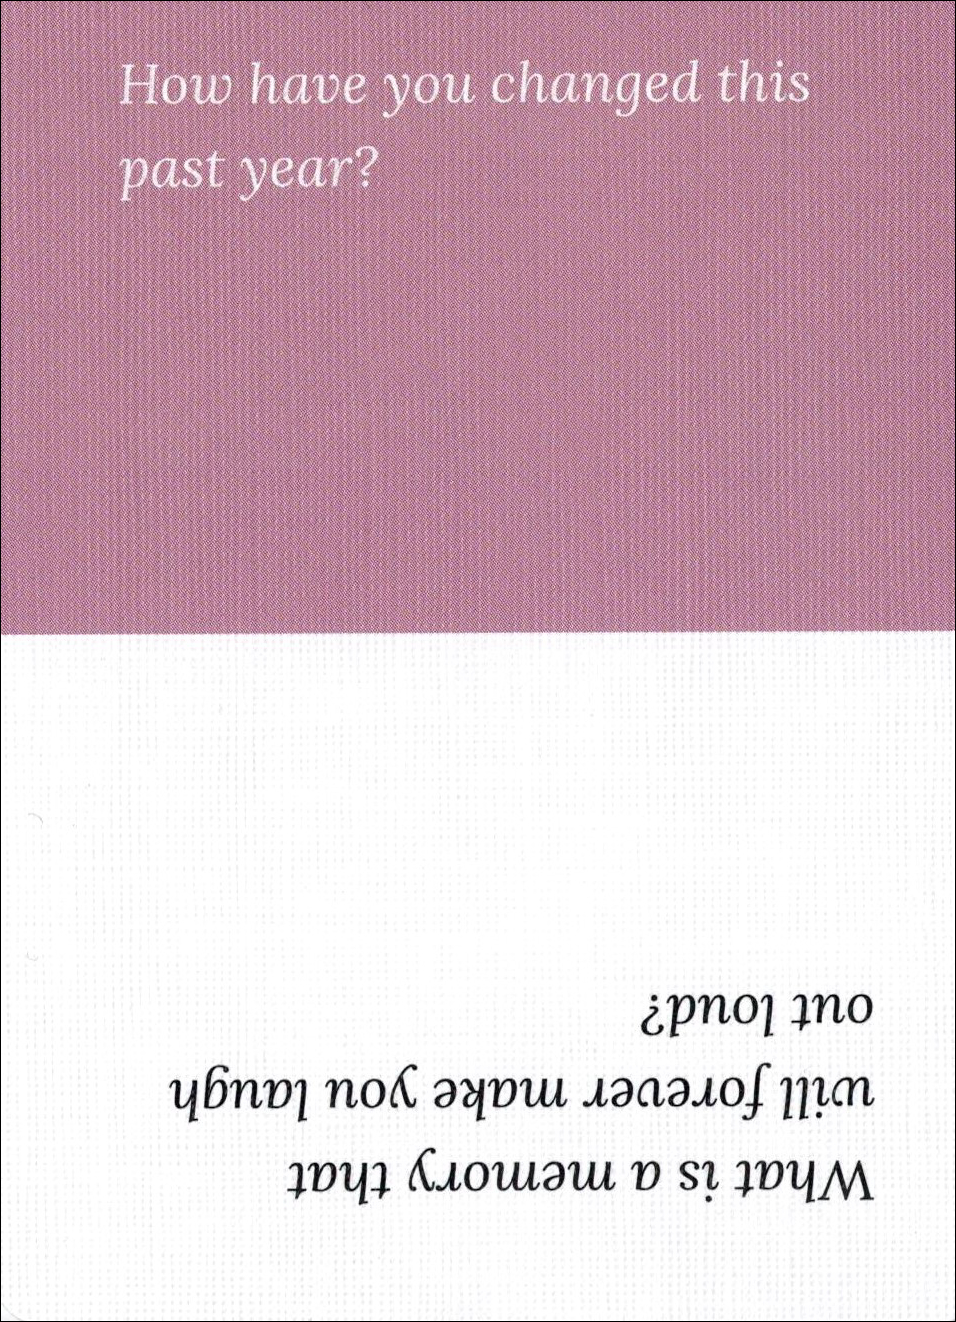 How have you changed this
past year?
What is a memory that
will forever make you laugh
out loud?